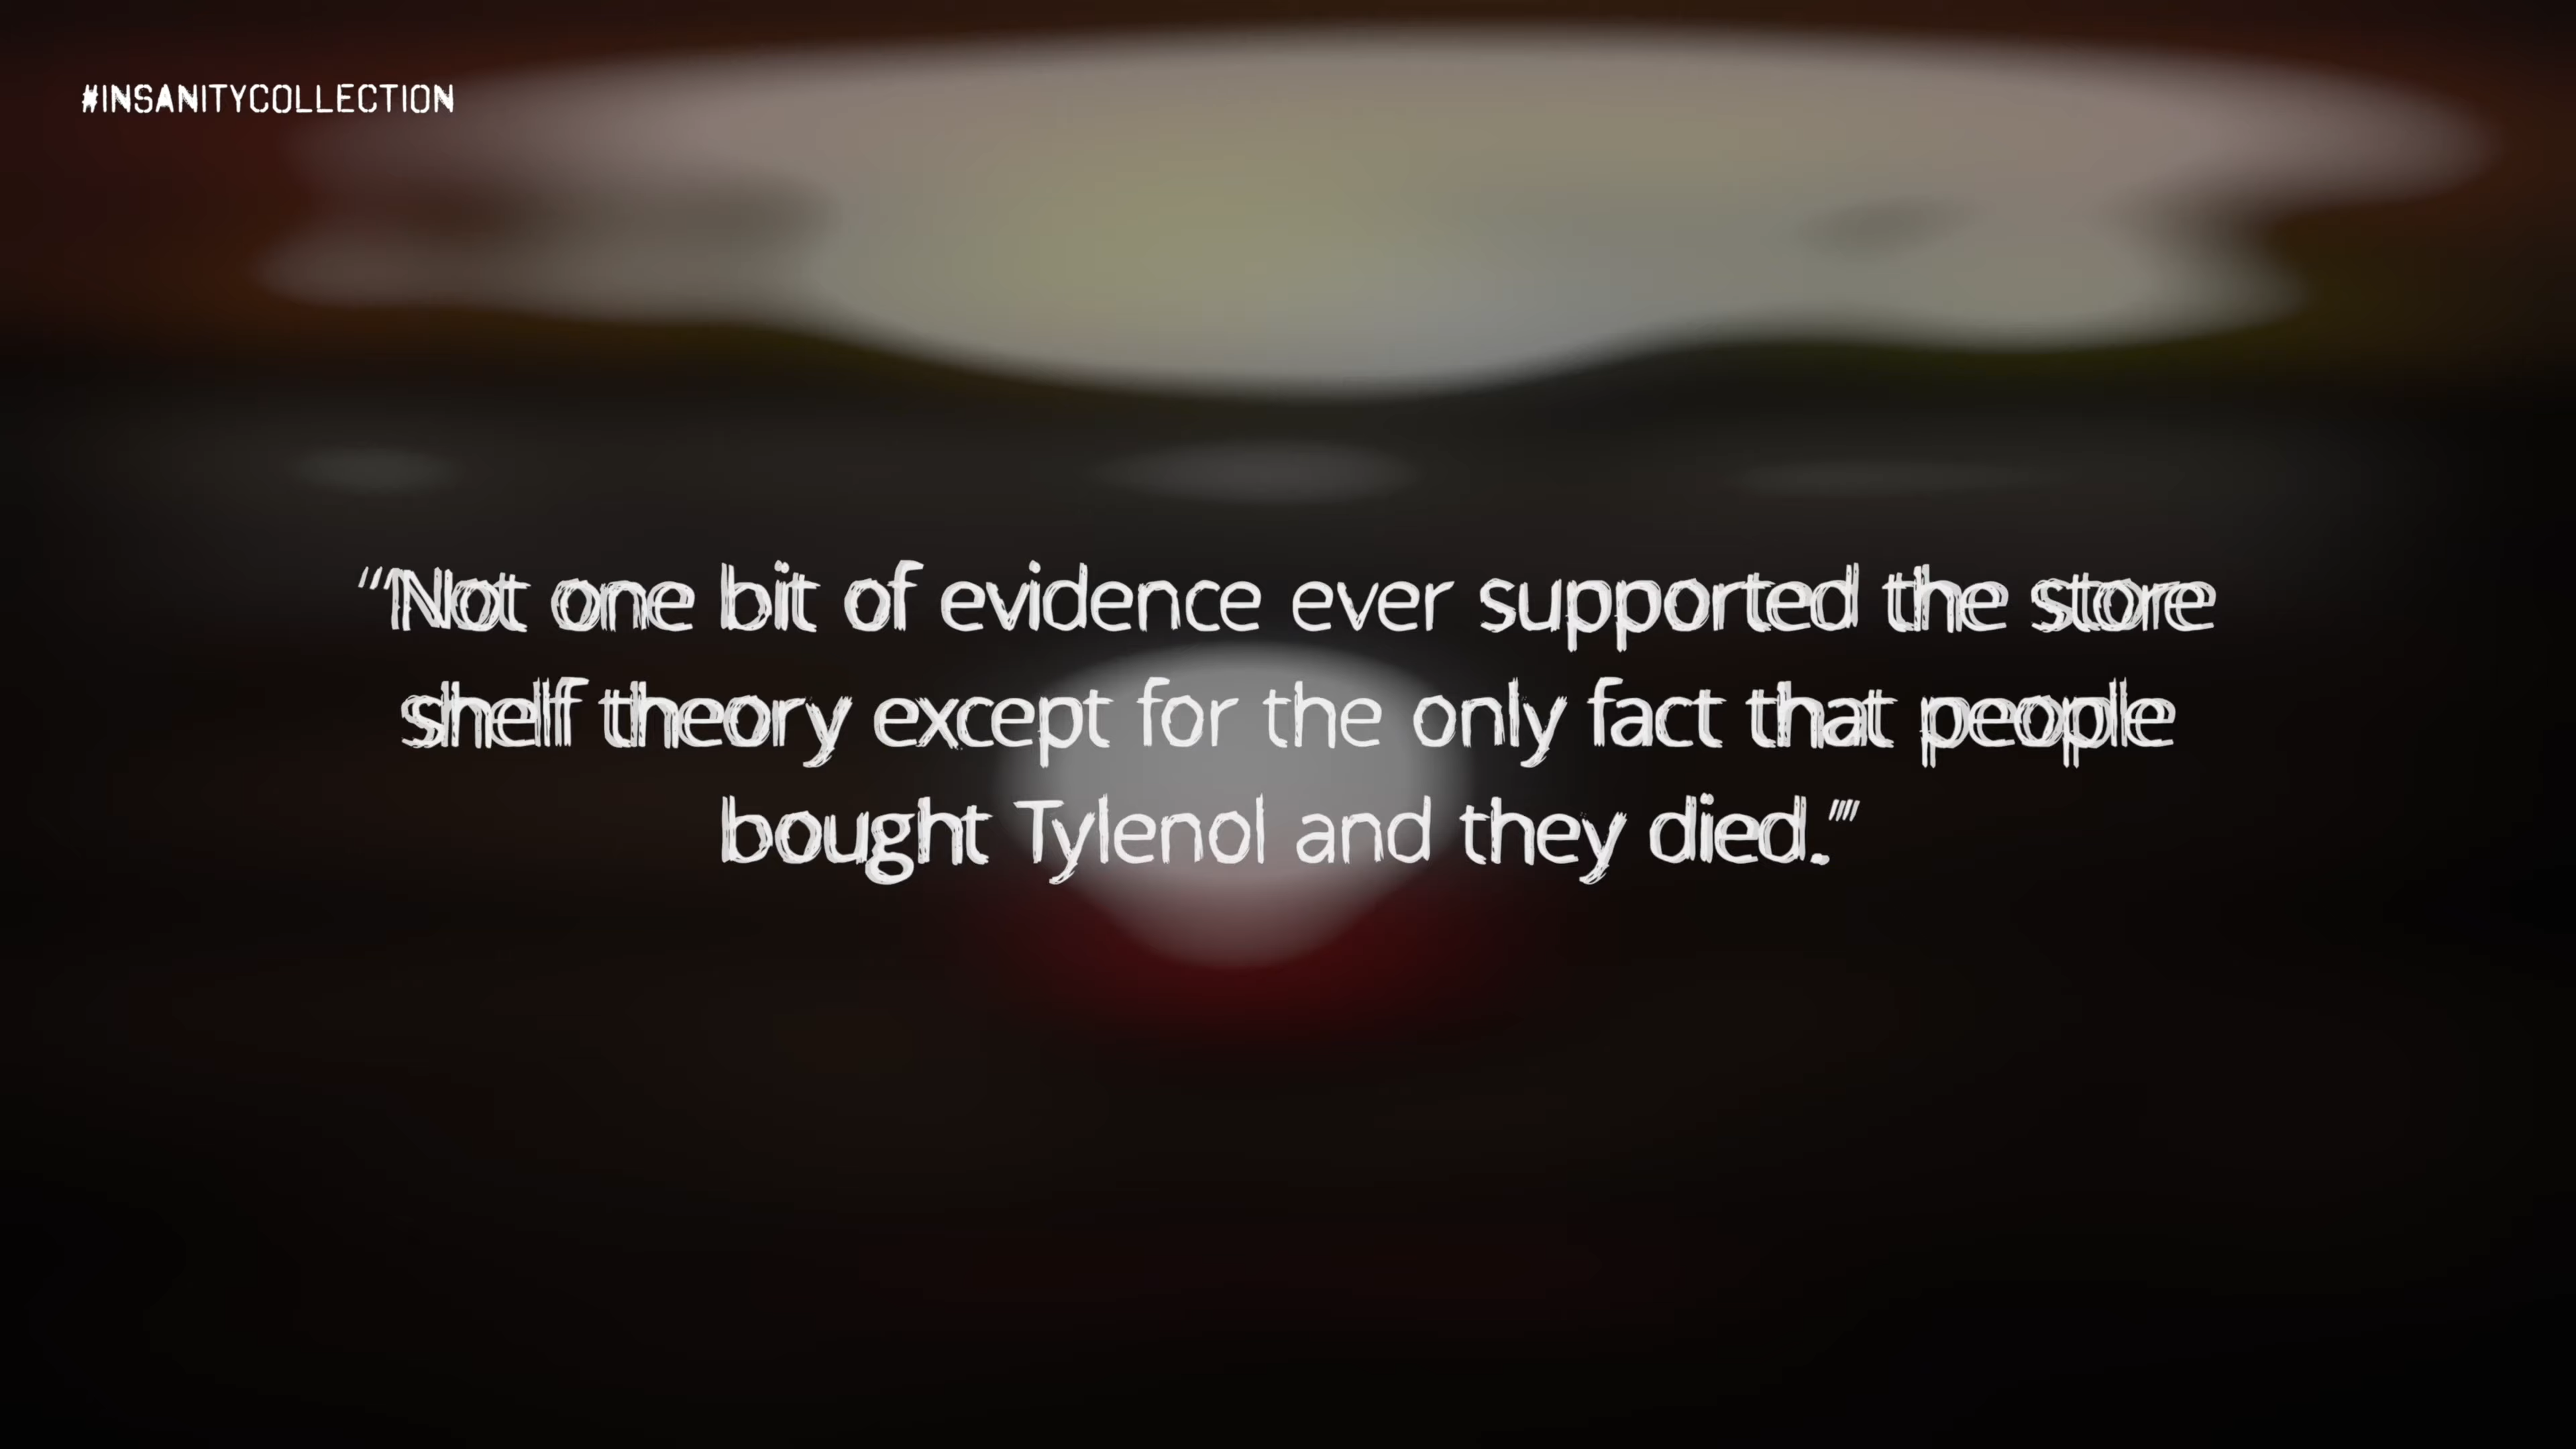 #INSANITYCOLLECTION
“Not one bit of evidence ever supported the store
shelf theory except for the only fact that people
bought Tylenol and they died.”